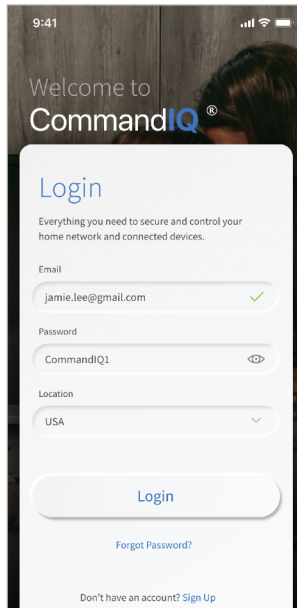 9:41
Welcome to
CommandIQ ®
Login
Everything you need to secure and control your
home network and connected devices.
Email
jamie.lee@gmail.com
Password
CommandIQ1
Location
USA
Login
Forgot Password?
Don't have an account? Sign Up